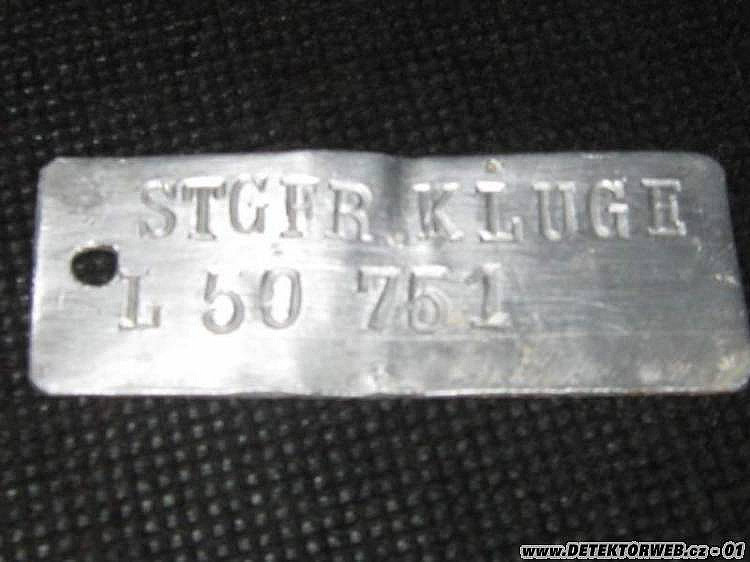 STGFR.KLUGE
L 50 751
www.DETEKTORWEB.cz - 01